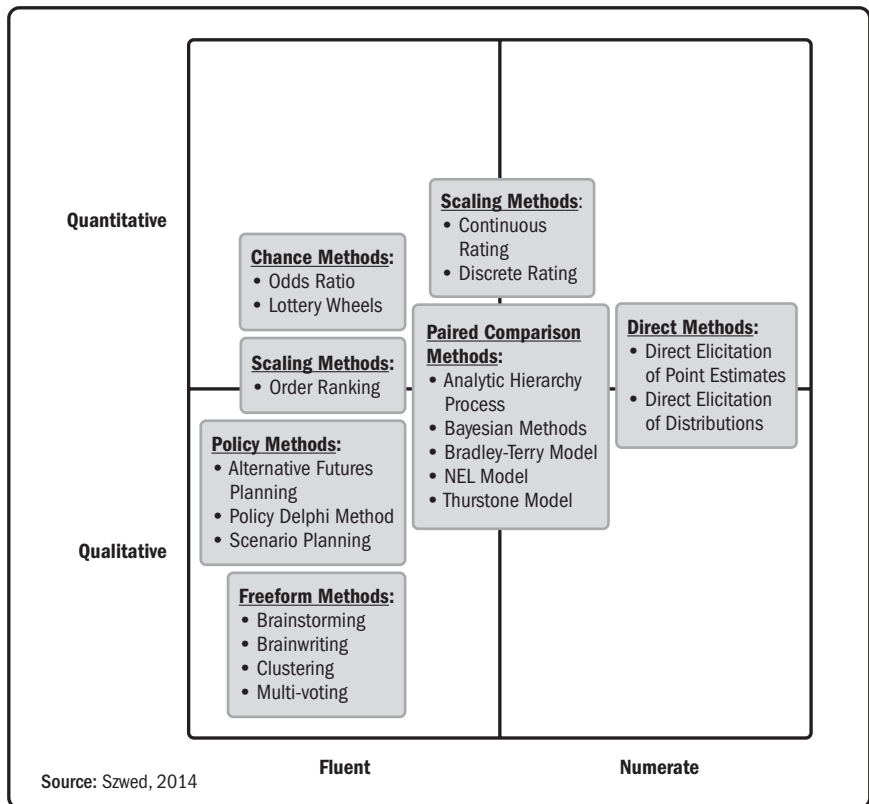 Quantitative
Scaling Methods:
• Continuous
Rating
• Discrete Rating
Chance Methods:
• Odds Ratio
• Lottery Wheels
Paired Comparison
Methods:
• Analytic Hierarchy
Process
• Bayesian Methods
• Bradley-Terry Model
• NEL Model
• Thurstone Model
Direct Methods:
• Direct Elicitation
of Point Estimates
• Direct Elicitation
of Distributions
Scaling Methods:
• Order Ranking
Qualitative
Policy Methods:
• Alternative Futures
Planning
• Policy Delphi Method
• Scenario Planning
Freeform Methods:
• Brainstorming
• Brainwriting
• Clustering
• Multi-voting
Fluent
Numerate
Source: Szwed, 2014